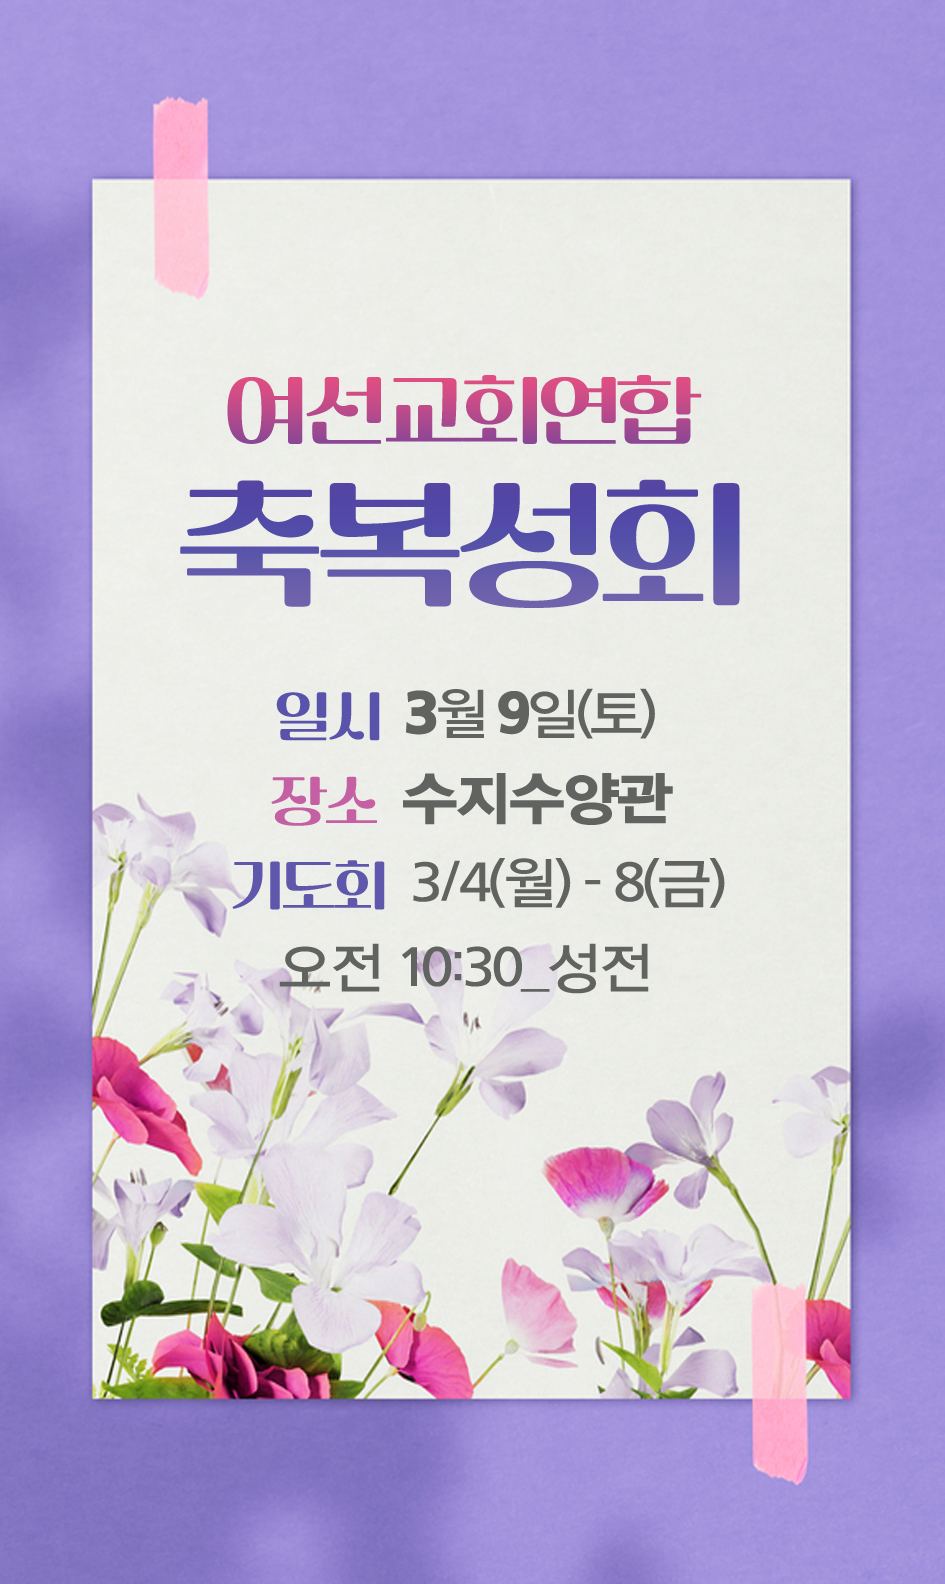 여선교회연합
축복성회
일시 3월 9일(토)
장소 수지수양관
기도회 3/4(월) - 8(금)
오전 10:30_성전